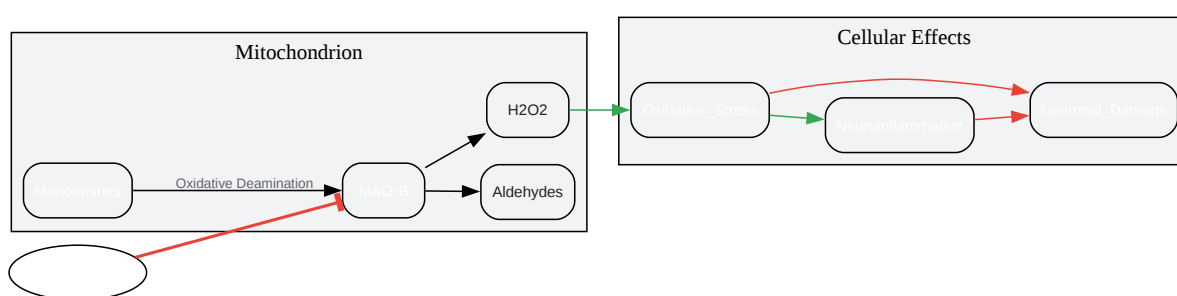 Mitochondrion
Cellular Effects
H2O2
Oxidative_Stress
Neuronal_Damage
Neuroinflammation
Monoamines
Oxidative Deamination
MAO-B
Aldehydes